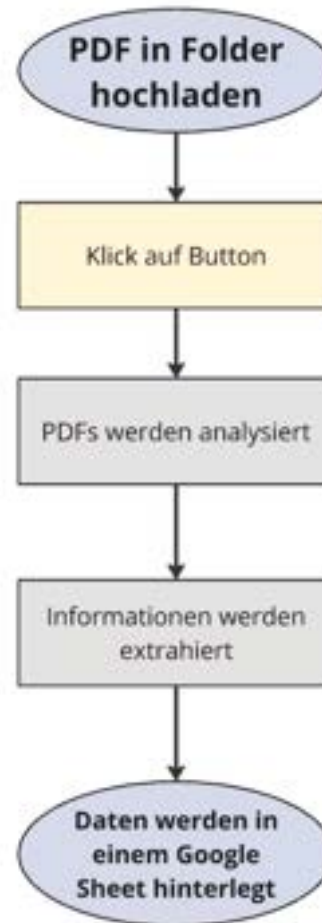 PDF in Folder
hochladen
Klick auf Button
PDFs werden analysiert
Informationen werden
extrahiert
Daten werden in
einem Google
Sheet hinterlegt